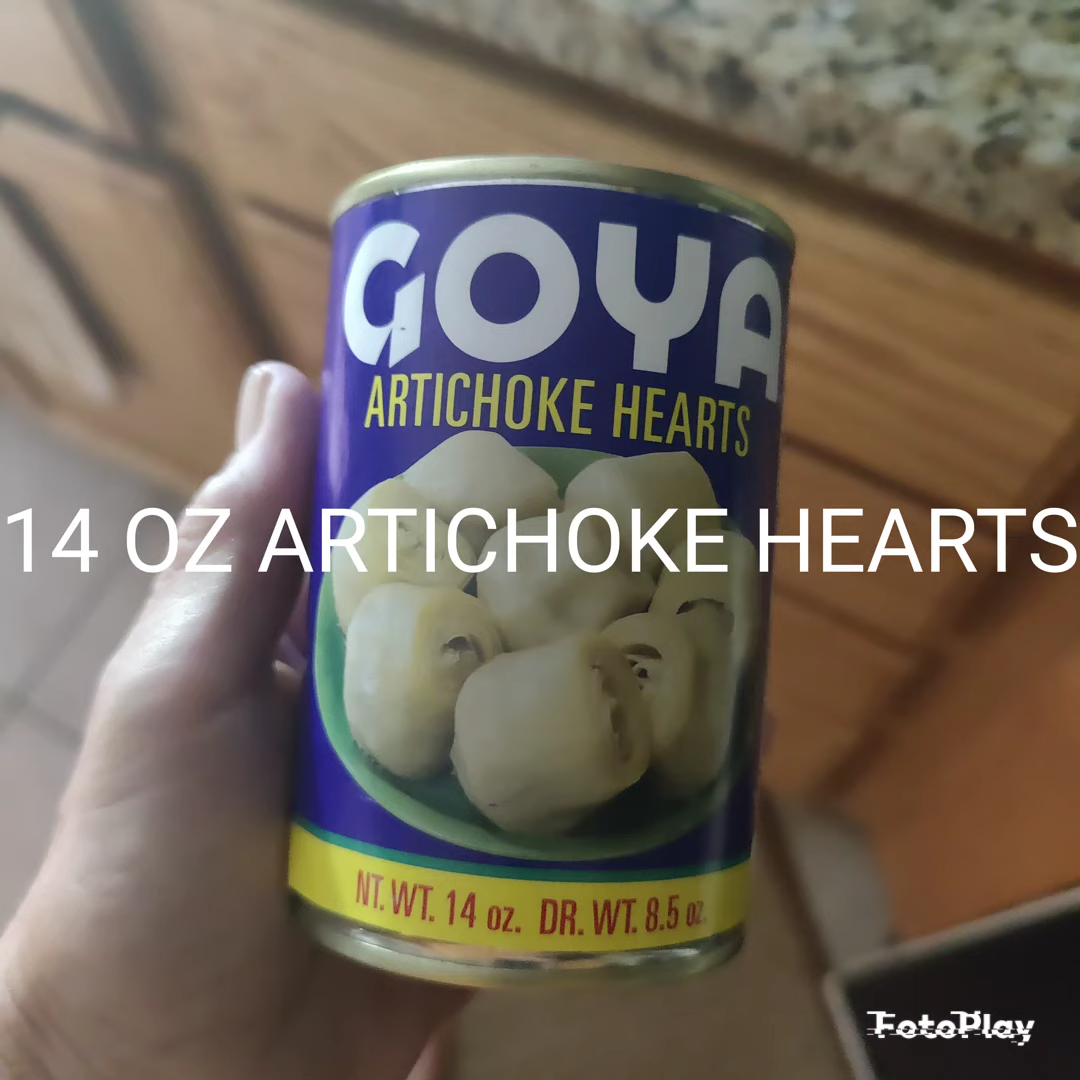 GOYA
ARTICHOKE HEARTS
14 OZ ARTICHOKE HEARTS
NT. WT. 14 oz. DR. WT. 8.5 oz.
FotoPlay